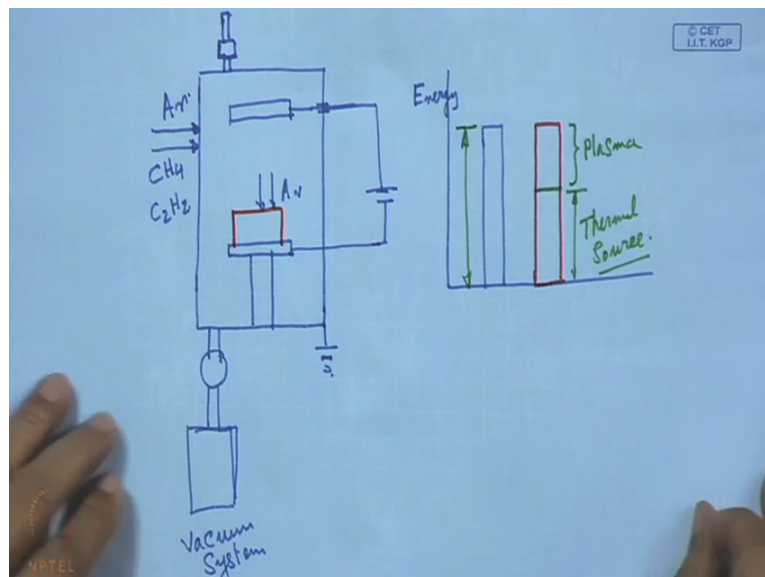 © CET
I.I.T. KGP
Ar
CH4
C2H2
Ar
Vacuum
System
Energy
Plasma
Thermal
Source.
NPTEL